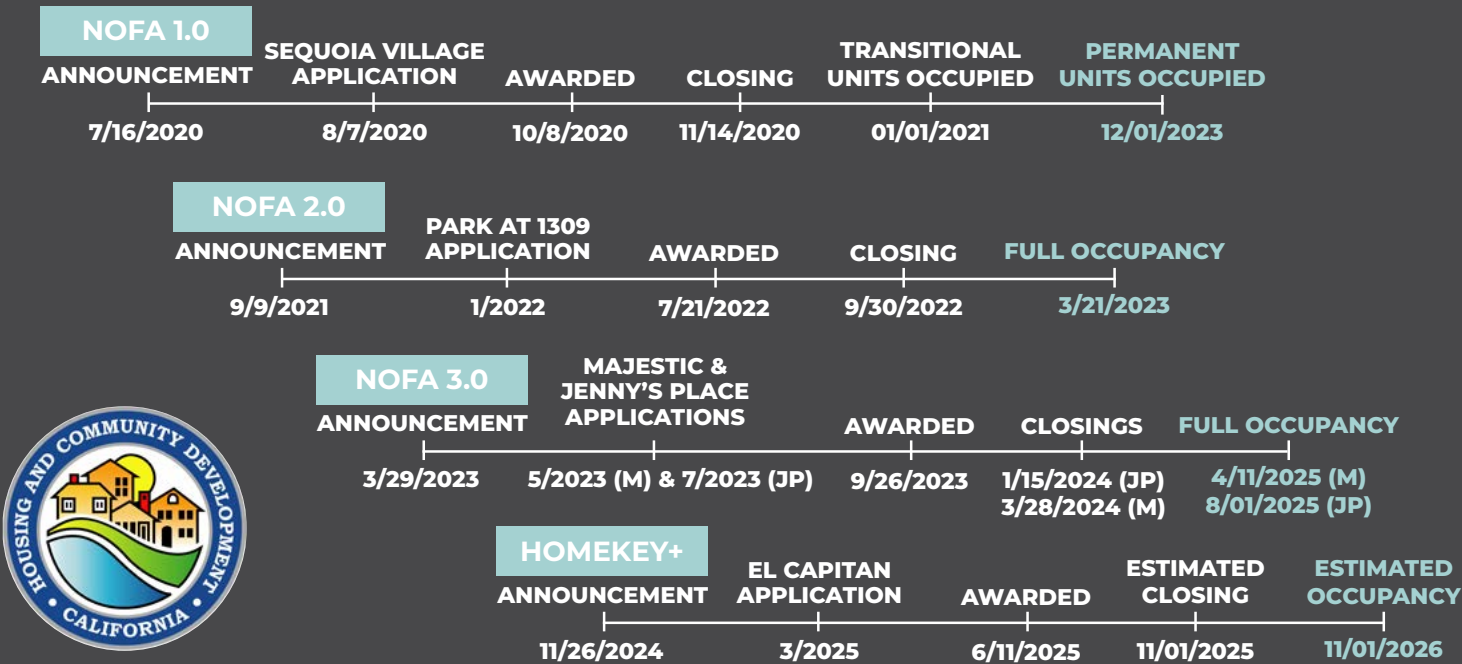 NOFA 1.0
ANNOUNCEMENT
SEQUOIA VILLAGE
APPLICATION
AWARDED
CLOSING
TRANSITIONAL
UNITS OCCUPIED
PERMANENT
UNITS OCCUPIED
7/16/2020
8/7/2020
10/8/2020
11/14/2020
01/01/2021
12/01/2023
NOFA 2.0
ANNOUNCEMENT
PARK AT 1309
APPLICATION
AWARDED
CLOSING
FULL OCCUPANCY
9/9/2021
1/2022
7/21/2022
9/30/2022
3/21/2023
NOFA 3.0
ANNOUNCEMENT
MAJESTIC &
JENNY'S PLACE
APPLICATIONS
AWARDED
CLOSINGS
FULL OCCUPANCY
3/29/2023
5/2023 (M) & 7/2023 (JP)
9/26/2023
1/15/2024 (JP)
3/28/2024 (M)
4/11/2025 (M)
8/01/2025 (JP)
HOMEKEY+
ANNOUNCEMENT
EL CAPITAN
APPLICATION
AWARDED
ESTIMATED
CLOSING
ESTIMATED
OCCUPANCY
11/26/2024
3/2025
6/11/2025
11/01/2025
11/01/2026
HOUSING AND COMMUNITY DEVELOPMENT
• CALIFORNIA •